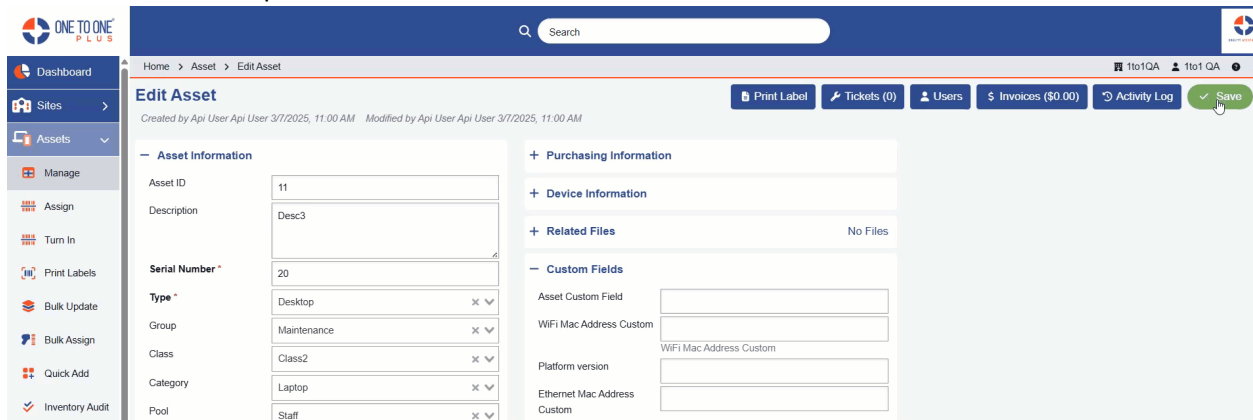 ONE TO ONE
PLUS
Search
Dashboard
Sites
Assets
Manage
Assign
Turn In
Print Labels
Bulk Update
Bulk Assign
Quick Add
Inventory Audit
Home > Asset > Edit Asset
1to1QA 1to1 QA
Edit Asset
Print Label
Tickets (0)
Users
$ Invoices ($0.00)
Activity Log
Save
Created by Api User Api User 3/7/2025, 11:00 AM Modified by Api User Api User 3/7/2025, 11:00 AM
Asset Information
Asset ID 11
Description Desc3
Serial Number * 20
Type * Desktop
Group Maintenance
Class Class2
Category Laptop
Pool Staff
Purchasing Information
Device Information
Related Files No Files
Custom Fields
Asset Custom Field
WiFi Mac Address Custom
WiFi Mac Address Custom
Platform version
Ethernet Mac Address
Custom